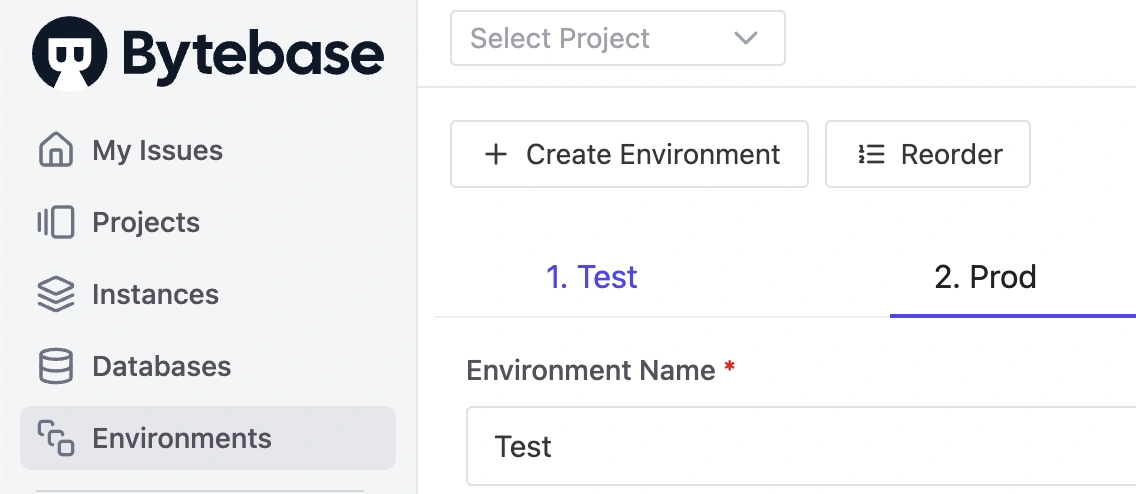 Bytebase
My Issues
Projects
Instances
Databases
Environments
Select Project
Create Environment
Reorder
1. Test
2. Prod
Environment Name *
Test